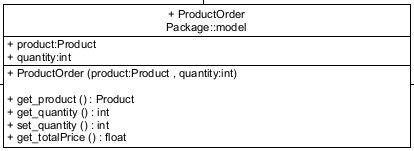 + ProductOrder
Package::model
+ product:Product
+ quantity:int
+ ProductOrder (product:Product , quantity:int)
+ get_product () : Product
+ get_quantity () : int
+ set_quantity () : int
+ get_totalPrice () : float